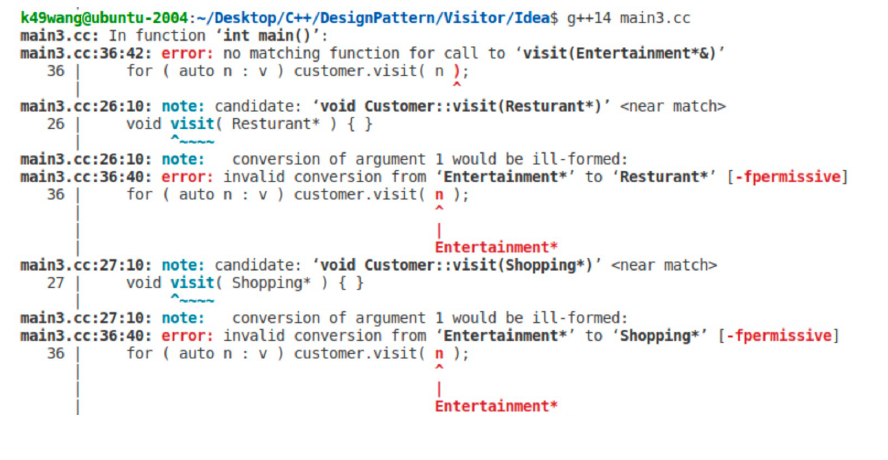 k49wang@ubuntu-2004:~/Desktop/C++/DesignPattern/Visitor/Idea$ g++14 main3.cc
main3.cc: In function ‘int main()’:
main3.cc:36:42: error: no matching function for call to ‘visit(Entertainment*&)’
   36 |     for ( auto n : v ) customer.visit( n );
      |                                          ^
main3.cc:26:10: note: candidate: ‘void Customer::visit(Resturant*)’ <near match>
   26 |     void visit( Resturant* ) { }
      |          ^~~~~
main3.cc:26:10: note:   conversion of argument 1 would be ill-formed:
main3.cc:36:40: error: invalid conversion from ‘Entertainment*’ to ‘Resturant*’ [-fpermissive]
   36 |     for ( auto n : v ) customer.visit( n );
      |                                        ^
      |                                        |
      |                                        Entertainment*
main3.cc:27:10: note: candidate: ‘void Customer::visit(Shopping*)’ <near match>
   27 |     void visit( Shopping* ) { }
      |          ^~~~~
main3.cc:27:10: note:   conversion of argument 1 would be ill-formed:
main3.cc:36:40: error: invalid conversion from ‘Entertainment*’ to ‘Shopping*’ [-fpermissive]
   36 |     for ( auto n : v ) customer.visit( n );
      |                                        ^
      |                                        |
      |                                        Entertainment*